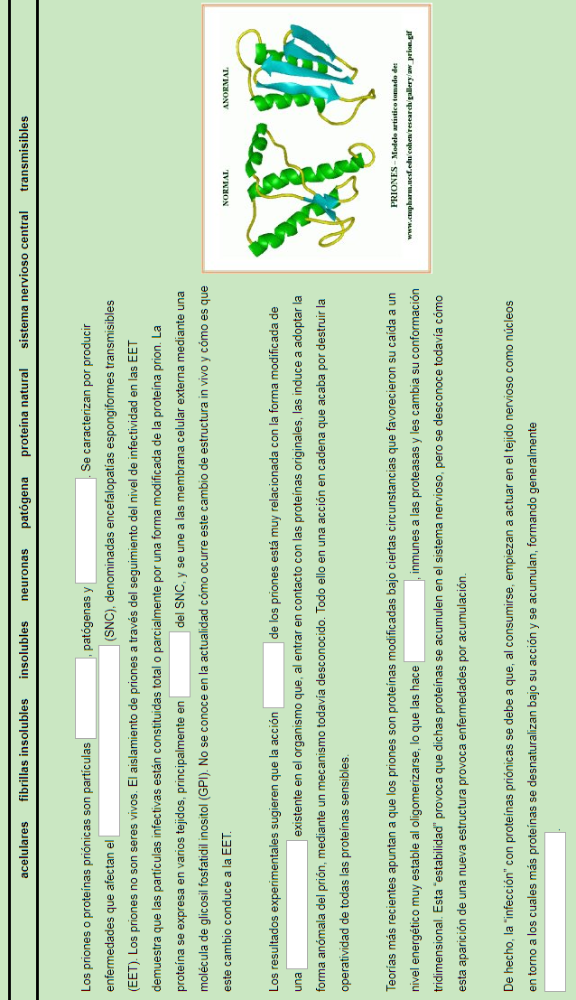 acelulares fibrillas insolubles insolubles neuronas patógena proteína natural sistema nervioso central transmisibles
Los priones o proteínas priónicas son partículas , patógenas y . Se caracterizan por producir
enfermedades que afectan el (SNC), denominadas encefalopatías espongiformes transmisibles
(EET). Los priones no son seres vivos. El aislamiento de priones a través del seguimiento del nivel de infectividad en las EET
demuestra que las partículas infectivas están constituidas total o parcialmente por una forma modificada de la proteína prion. La
proteína se expresa en varios tejidos, principalmente en del SNC, y se une a las membrana celular externa mediante una
molécula de glicosil fosfatidil inositol (GPI). No se conoce en la actualidad cómo ocurre este cambio de estructura in vivo y cómo es que
este cambio conduce a la EET.
NORMAL ANORMAL
PRIONES – Modelo artístico tomado de:
www.cmpharm.ucsf.edu/cohen/research/gallery/aw_prion.gif
Los resultados experimentales sugieren que la acción de los priones está muy relacionada con la forma modificada de
una existente en el organismo que, al entrar en contacto con las proteínas originales, las induce a adoptar la
forma anómala del prión, mediante un mecanismo todavía desconocido. Todo ello en una acción en cadena que acaba por destruir la
operatividad de todas las proteínas sensibles.
Teorías más recientes apuntan a que los priones son proteínas modificadas bajo ciertas circunstancias que favorecieron su caída a un
nivel energético muy estable al oligomerizarse, lo que las hace , inmunes a las proteasas y les cambia su conformación
tridimensional. Esta “estabilidad” provoca que dichas proteínas se acumulen en el sistema nervioso, pero se desconoce todavía cómo
esta aparición de una nueva estructura provoca enfermedades por acumulación.
De hecho, la “infección” con proteínas priónicas se debe a que, al consumirse, empiezan a actuar en el tejido nervioso como núcleos
en torno a los cuales más proteínas se desnaturalizan bajo su acción y se acumulan, formando generalmente
.